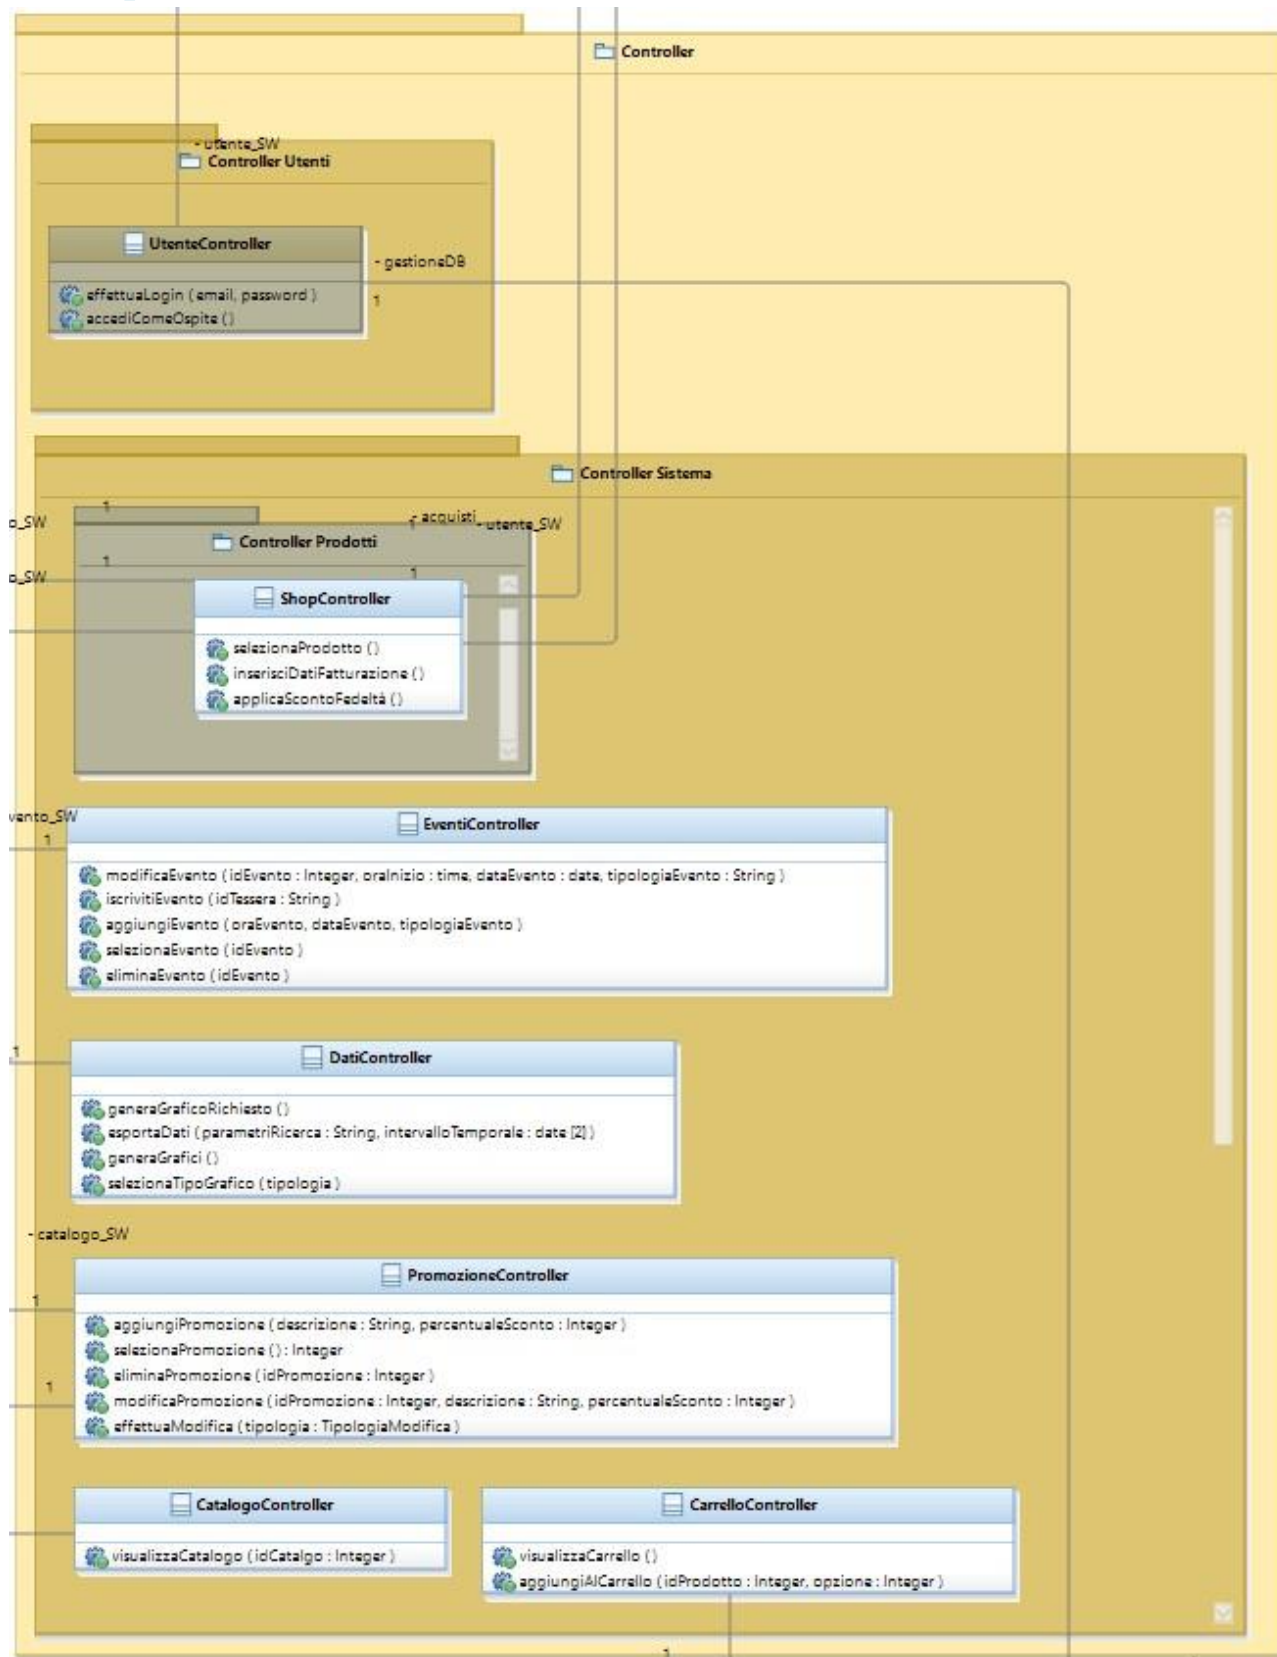 Controller
- utente_SW
Controller Utenti
UtenteController
- gestioneDB
effettuaLogin ( email, password )
1
accediComeOspite ()
Controller Sistema
1
o_SW
- acquisti
1
- utente_SW
Controller Prodotti
1
1
o_SW
ShopController
selezionaProdotto ()
inserisciDatiFatturazione ()
applicaScontoFedeltà ()
vento_SW
1
EventiController
modificaEvento ( idEvento : Integer, oraInizio : time, dataEvento : date, tipologiaEvento : String )
iscrivitiEvento ( idTessera : String )
aggiungiEvento ( oraEvento, dataEvento, tipologiaEvento )
selezionaEvento ( idEvento )
eliminaEvento ( idEvento )
1
DatiController
generaGraficoRichiesto ()
esportaDati ( parametriRicerca : String, intervalloTemporale : date [2] )
generaGrafici ()
selezionaTipoGrafico ( tipologia )
- catalogo_SW
PromozioneController
1
aggiungiPromozione ( descrizione : String, percentualeSconto : Integer )
selezionaPromozione () : Integer
eliminaPromozione ( idPromozione : Integer )
1
modificaPromozione ( idPromozione : Integer, descrizione : String, percentualeSconto : Integer )
effettuaModifica ( tipologia : TipologiaModifica )
CatalogoController
visualizzaCatalogo ( idCatalgo : Integer )
CarrelloController
visualizzaCarrello ()
aggiungiAlCarrello ( idProdotto : Integer, opzione : Integer )
1